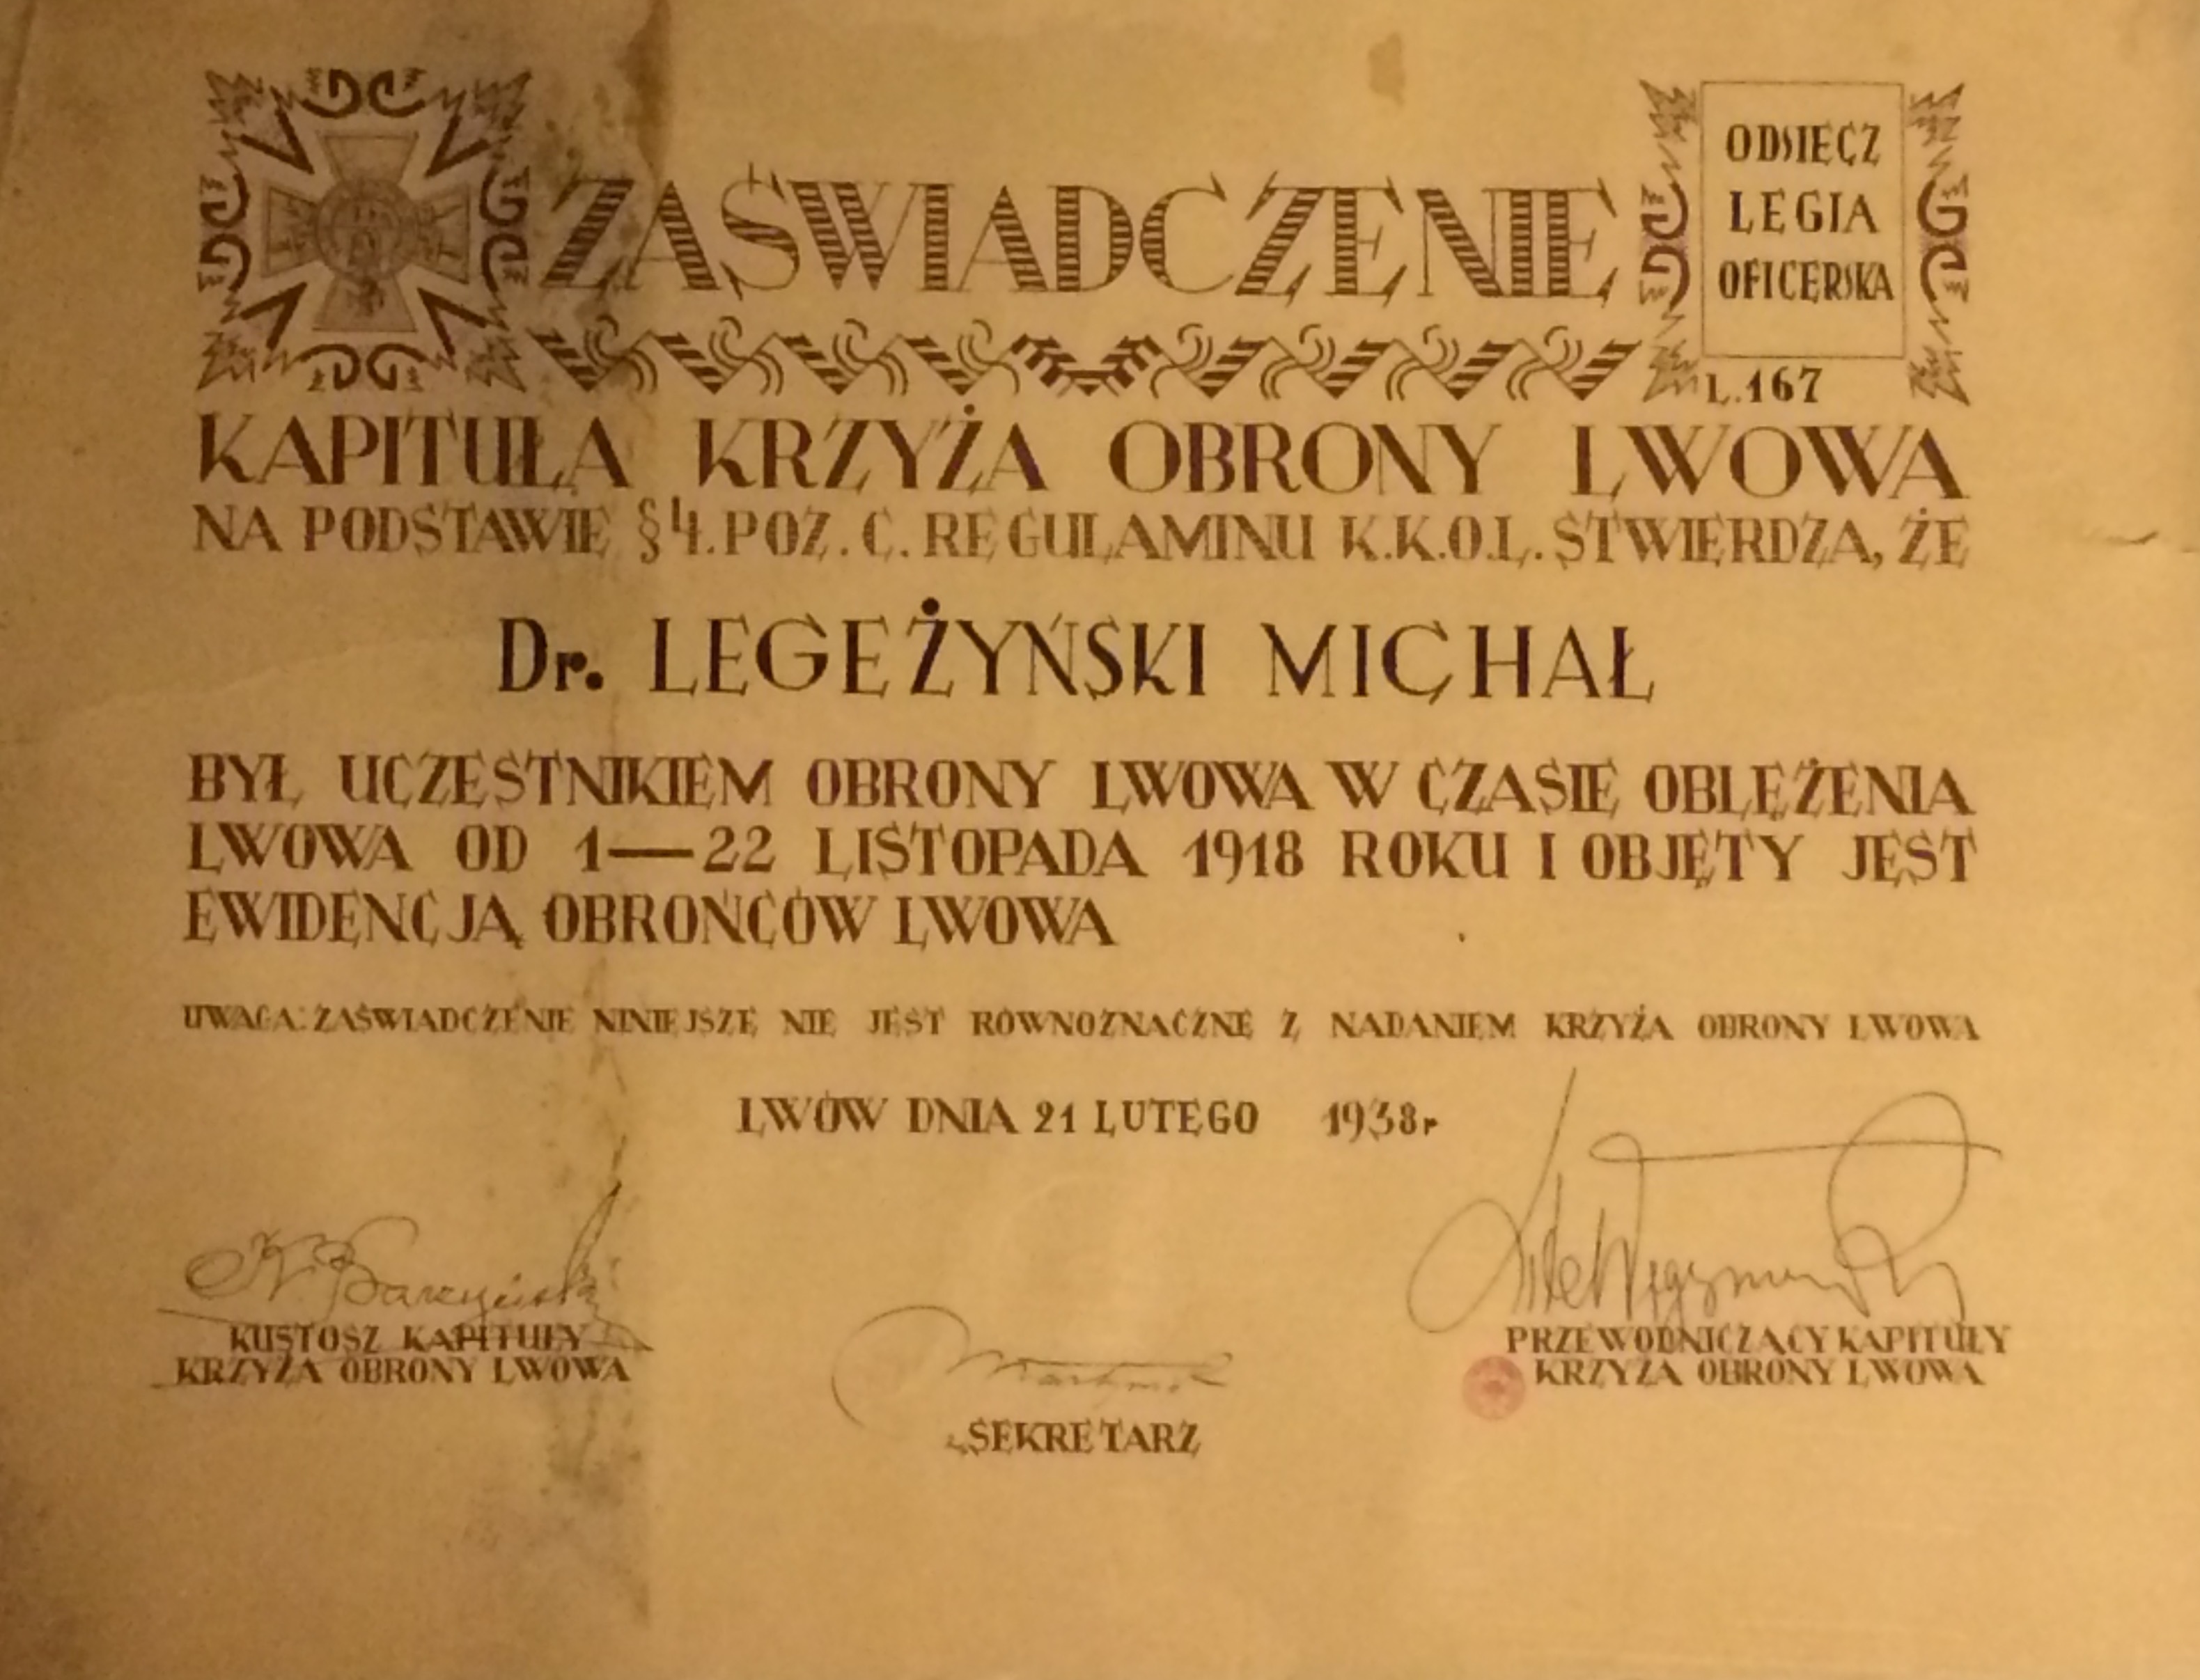 ZAŚWIADCZENIE
ODSIECZ
LEGIA
OFICERSKA
L.167
KAPITUŁA KRZYŻA OBRONY LWOWA
NA PODSTAWIE § 4. POZ. C. REGULAMINU K.K.O.L. STWIERDZA, ŻE
Dr. LEGEŻYŃSKI MICHAŁ
BYŁ UCZESTNIKIEM OBRONY LWOWA W CZASIE OBLĘŻENIA
LWOWA OD 1—22 LISTOPADA 1918 ROKU I OBJĘTY JEST
EWIDENCJĄ OBROŃCÓW LWOWA
UWAGA: ZAŚWIADCZENIE NINIEJSZE NIE JEST RÓWNOZNACZNE Z NADANIEM KRZYŻA OBRONY LWOWA
LWÓW DNIA 21 LUTEGO 1938r
KUSTOSZ KAPITUŁY
KRZYŻA OBRONY LWOWA
SEKRETARZ
PRZEWODNICZĄCY KAPITUŁY
KRZYŻA OBRONY LWOWA